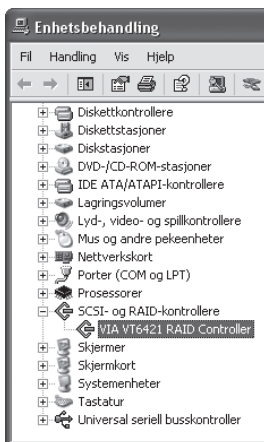 Enhetsbehandling
Fil Handling Vis Hjelp
Diskettkontrollere
Diskettstasjoner
Diskstasjoner
DVD-/CD-ROM-stasjoner
IDE ATA/ATAPI-kontrollere
Lagringsvolumer
Lyd-, video- og spillkontrollere
Mus og andre pekeenheter
Nettverkskort
Porter (COM og LPT)
Prosessorer
SCSI- og RAID-kontrollere
VIA VT6421 RAID Controller
Skjermer
Skjermkort
Systemenheter
Tastatur
Universal seriell busskontroller